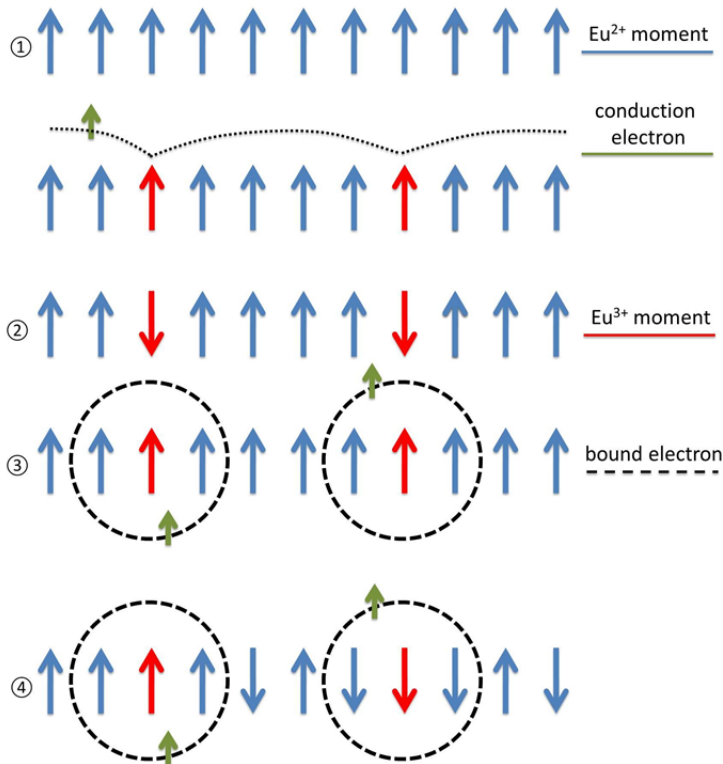 ① Eu²⁺ moment
conduction
electron
② Eu³⁺ moment
③ bound electron
④